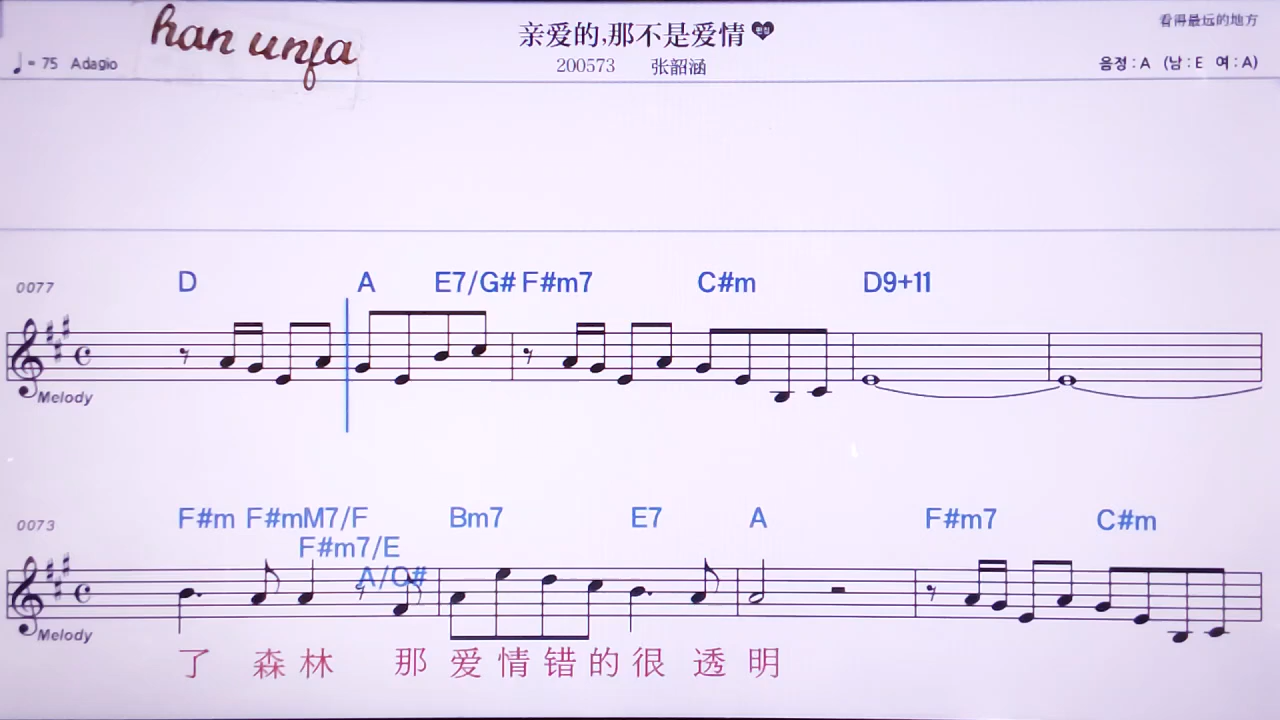 han unfa
亲爱的,那不是爱情
看得最远的地方
♩= 75 Adagio
200573 张韶涵
음정 : A (남 : E 여 : A)
D A E7/G# F#m7 C#m D9+11
0077
Melody
F#m F#mM7/F Bm7 E7 A F#m7 C#m
0073
F#m7/E
Melody
了 森 林 那 爱 情 错 的 很 透 明